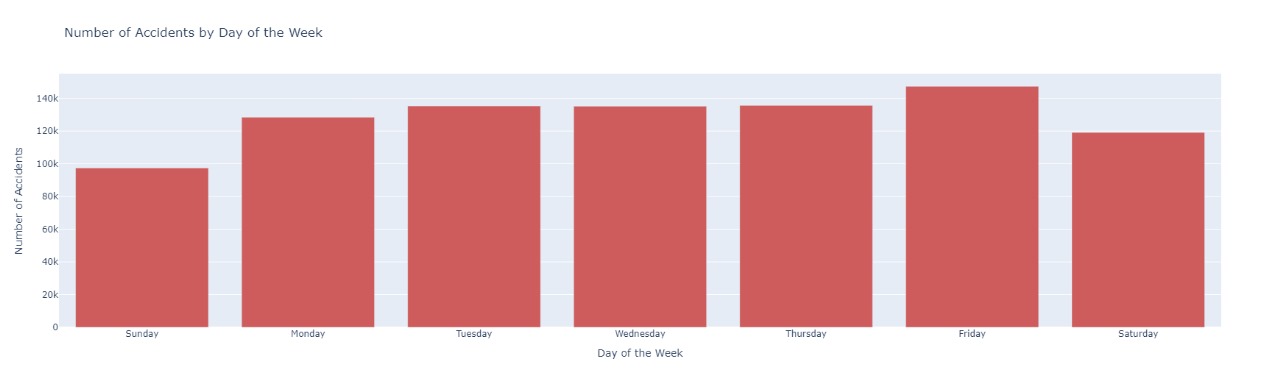 Number of Accidents by Day of the Week
Number of Accidents
140k
120k
100k
80k
60k
40k
20k
0
Sunday Monday Tuesday Wednesday Thursday Friday Saturday
Day of the Week